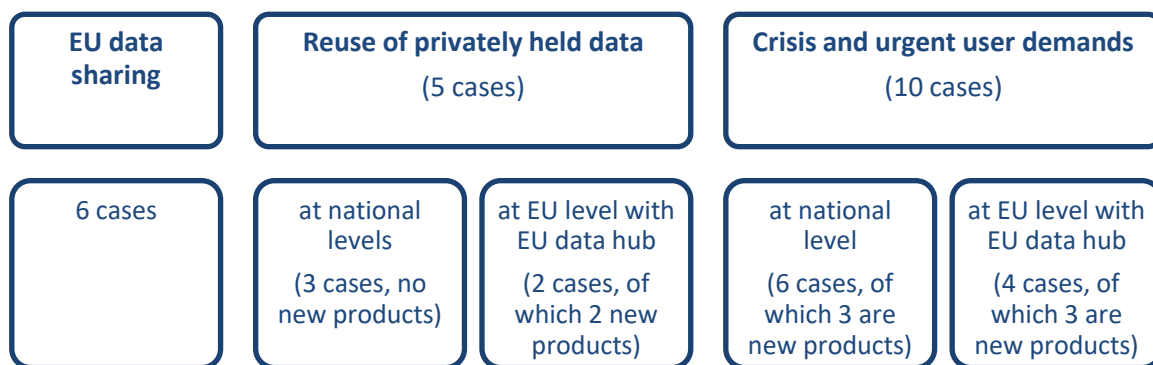 EU data
sharing
Reuse of privately held data
(5 cases)
Crisis and urgent user demands
(10 cases)
6 cases
at national
levels
(3 cases, no
new products)
at EU level with
EU data hub
(2 cases, of
which 2 new
products)
at national
level
(6 cases, of
which 3 are
new products)
at EU level with
EU data hub
(4 cases, of
which 3 are
new products)